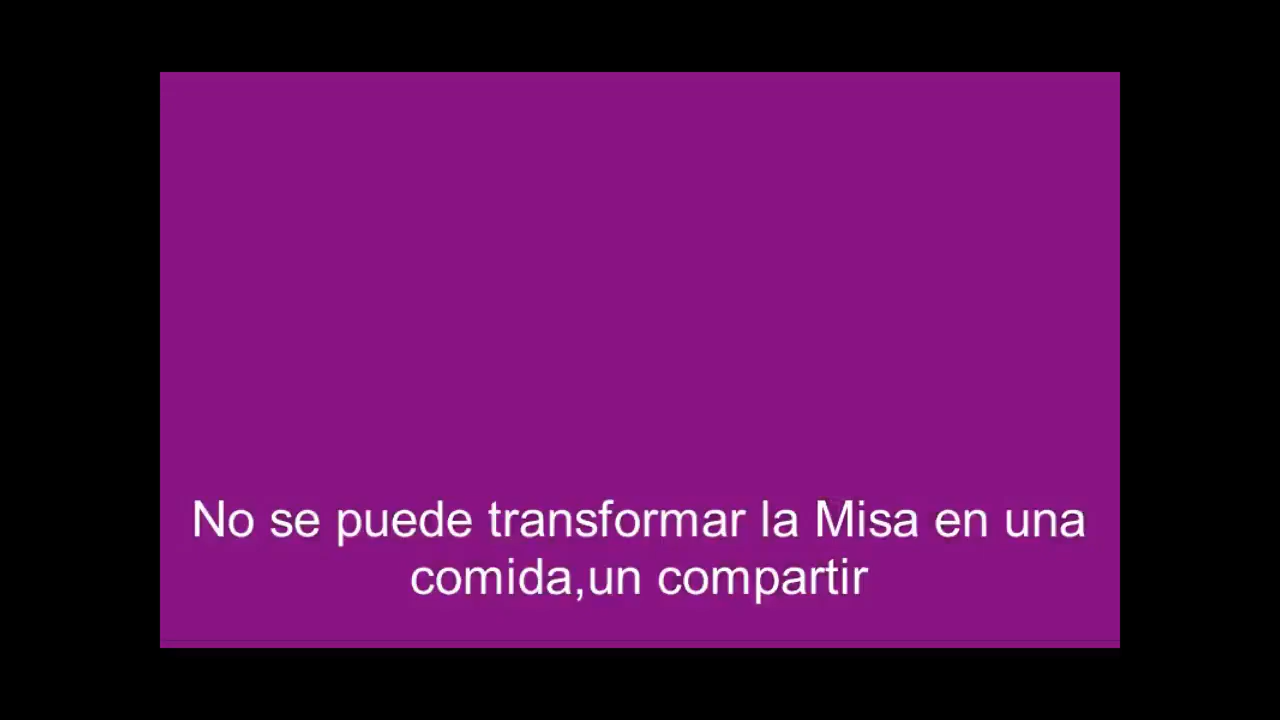 No se puede transformar la Misa en una
comida,un compartir